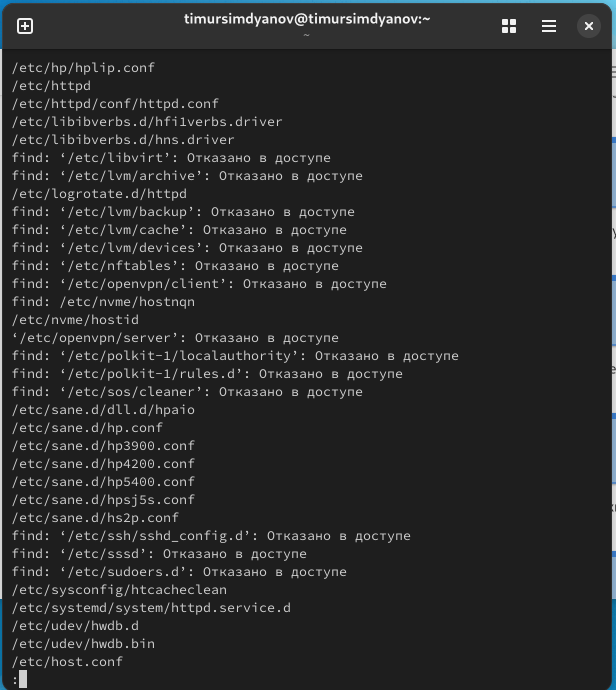 timursimdyanov@timursimdyanov:~
~
/etc/hp/hplip.conf
/etc/httpd
/etc/httpd/conf/httpd.conf
/etc/libibverbs.d/hfi1verbs.driver
/etc/libibverbs.d/hns.driver
find: ‘/etc/libvirt’: Отказано в доступе
find: ‘/etc/lvm/archive’: Отказано в доступе
/etc/logrotate.d/httpd
find: ‘/etc/lvm/backup’: Отказано в доступе
find: ‘/etc/lvm/cache’: Отказано в доступе
find: ‘/etc/lvm/devices’: Отказано в доступе
find: ‘/etc/nftables’: Отказано в доступе
find: ‘/etc/openvpn/client’: Отказано в доступе
find: /etc/nvme/hostnqn
/etc/nvme/hostid
‘/etc/openvpn/server’: Отказано в доступе
find: ‘/etc/polkit-1/localauthority’: Отказано в доступе
find: ‘/etc/polkit-1/rules.d’: Отказано в доступе
find: ‘/etc/sos/cleaner’: Отказано в доступе
/etc/sane.d/dll.d/hpaio
/etc/sane.d/hp.conf
/etc/sane.d/hp3900.conf
/etc/sane.d/hp4200.conf
/etc/sane.d/hp5400.conf
/etc/sane.d/hpsj5s.conf
/etc/sane.d/hs2p.conf
find: ‘/etc/ssh/sshd_config.d’: Отказано в доступе
find: ‘/etc/sssd’: Отказано в доступе
find: ‘/etc/sudoers.d’: Отказано в доступе
/etc/sysconfig/htcacheclean
/etc/systemd/system/httpd.service.d
/etc/udev/hwdb.d
/etc/udev/hwdb.bin
/etc/host.conf
: